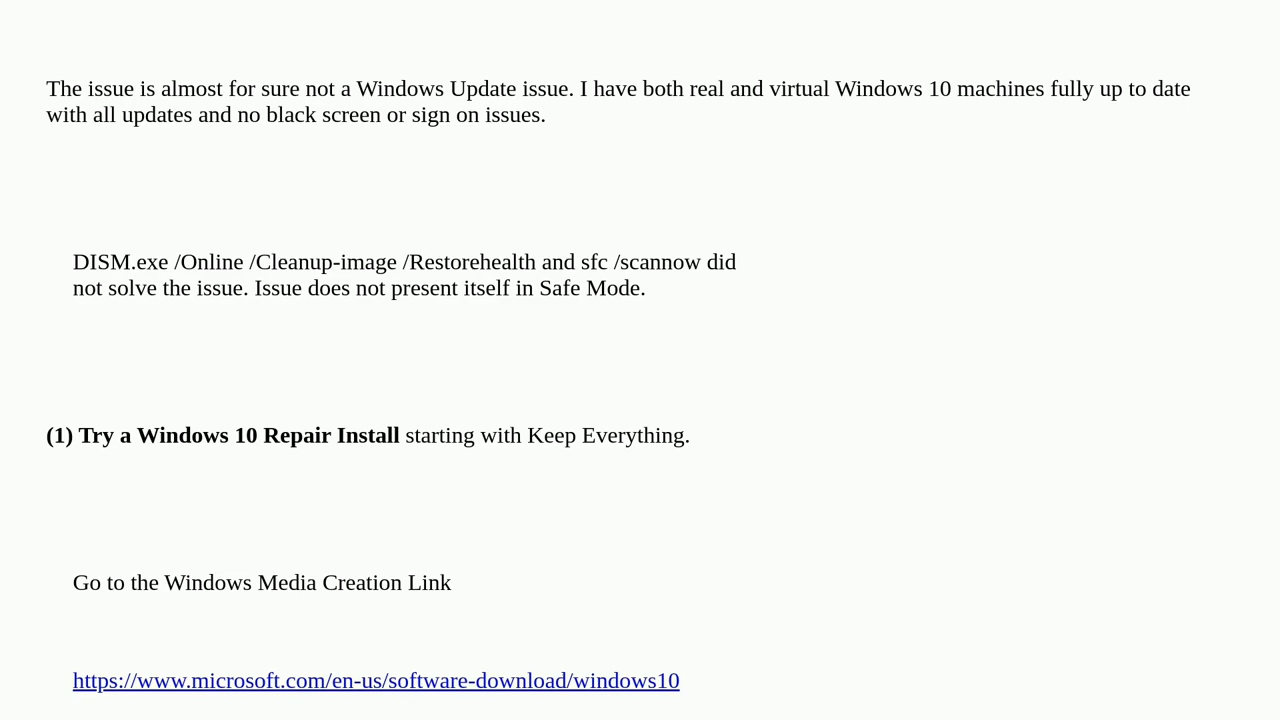 The issue is almost for sure not a Windows Update issue. I have both real and virtual Windows 10 machines fully up to date
with all updates and no black screen or sign on issues.
DISM.exe /Online /Cleanup-image /Restorehealth and sfc /scannow did
not solve the issue. Issue does not present itself in Safe Mode.
(1) Try a Windows 10 Repair Install starting with Keep Everything.
Go to the Windows Media Creation Link
https://www.microsoft.com/en-us/software-download/windows10